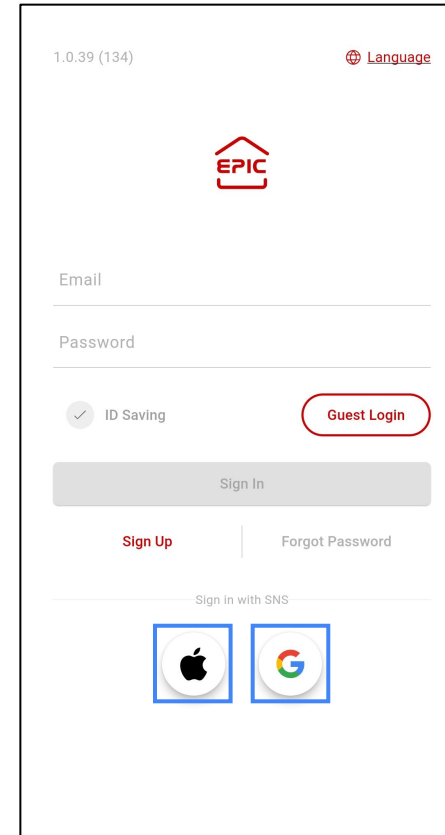 1.0.39 (134)
Language
EPIC
Email
Password
ID Saving
Guest Login
Sign In
Sign Up
Forgot Password
Sign in with SNS
G